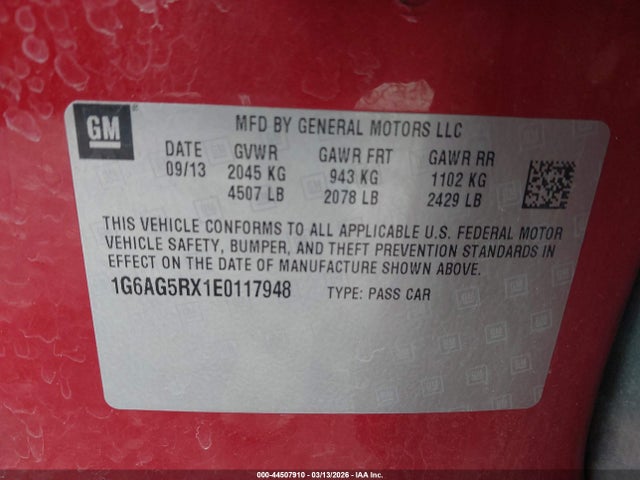 GM
MFD BY GENERAL MOTORS LLC
DATE GVWR GAWR FRT GAWR RR
09/13 2045 KG 943 KG 1102 KG
4507 LB 2078 LB 2429 LB
THIS VEHICLE CONFORMS TO ALL APPLICABLE U.S. FEDERAL MOTOR
VEHICLE SAFETY, BUMPER, AND THEFT PREVENTION STANDARDS IN
EFFECT ON THE DATE OF MANUFACTURE SHOWN ABOVE.
1G6AG5RX1E0117948 TYPE: PASS CAR
000-44507910 - 03/13/2026 - IAA Inc.